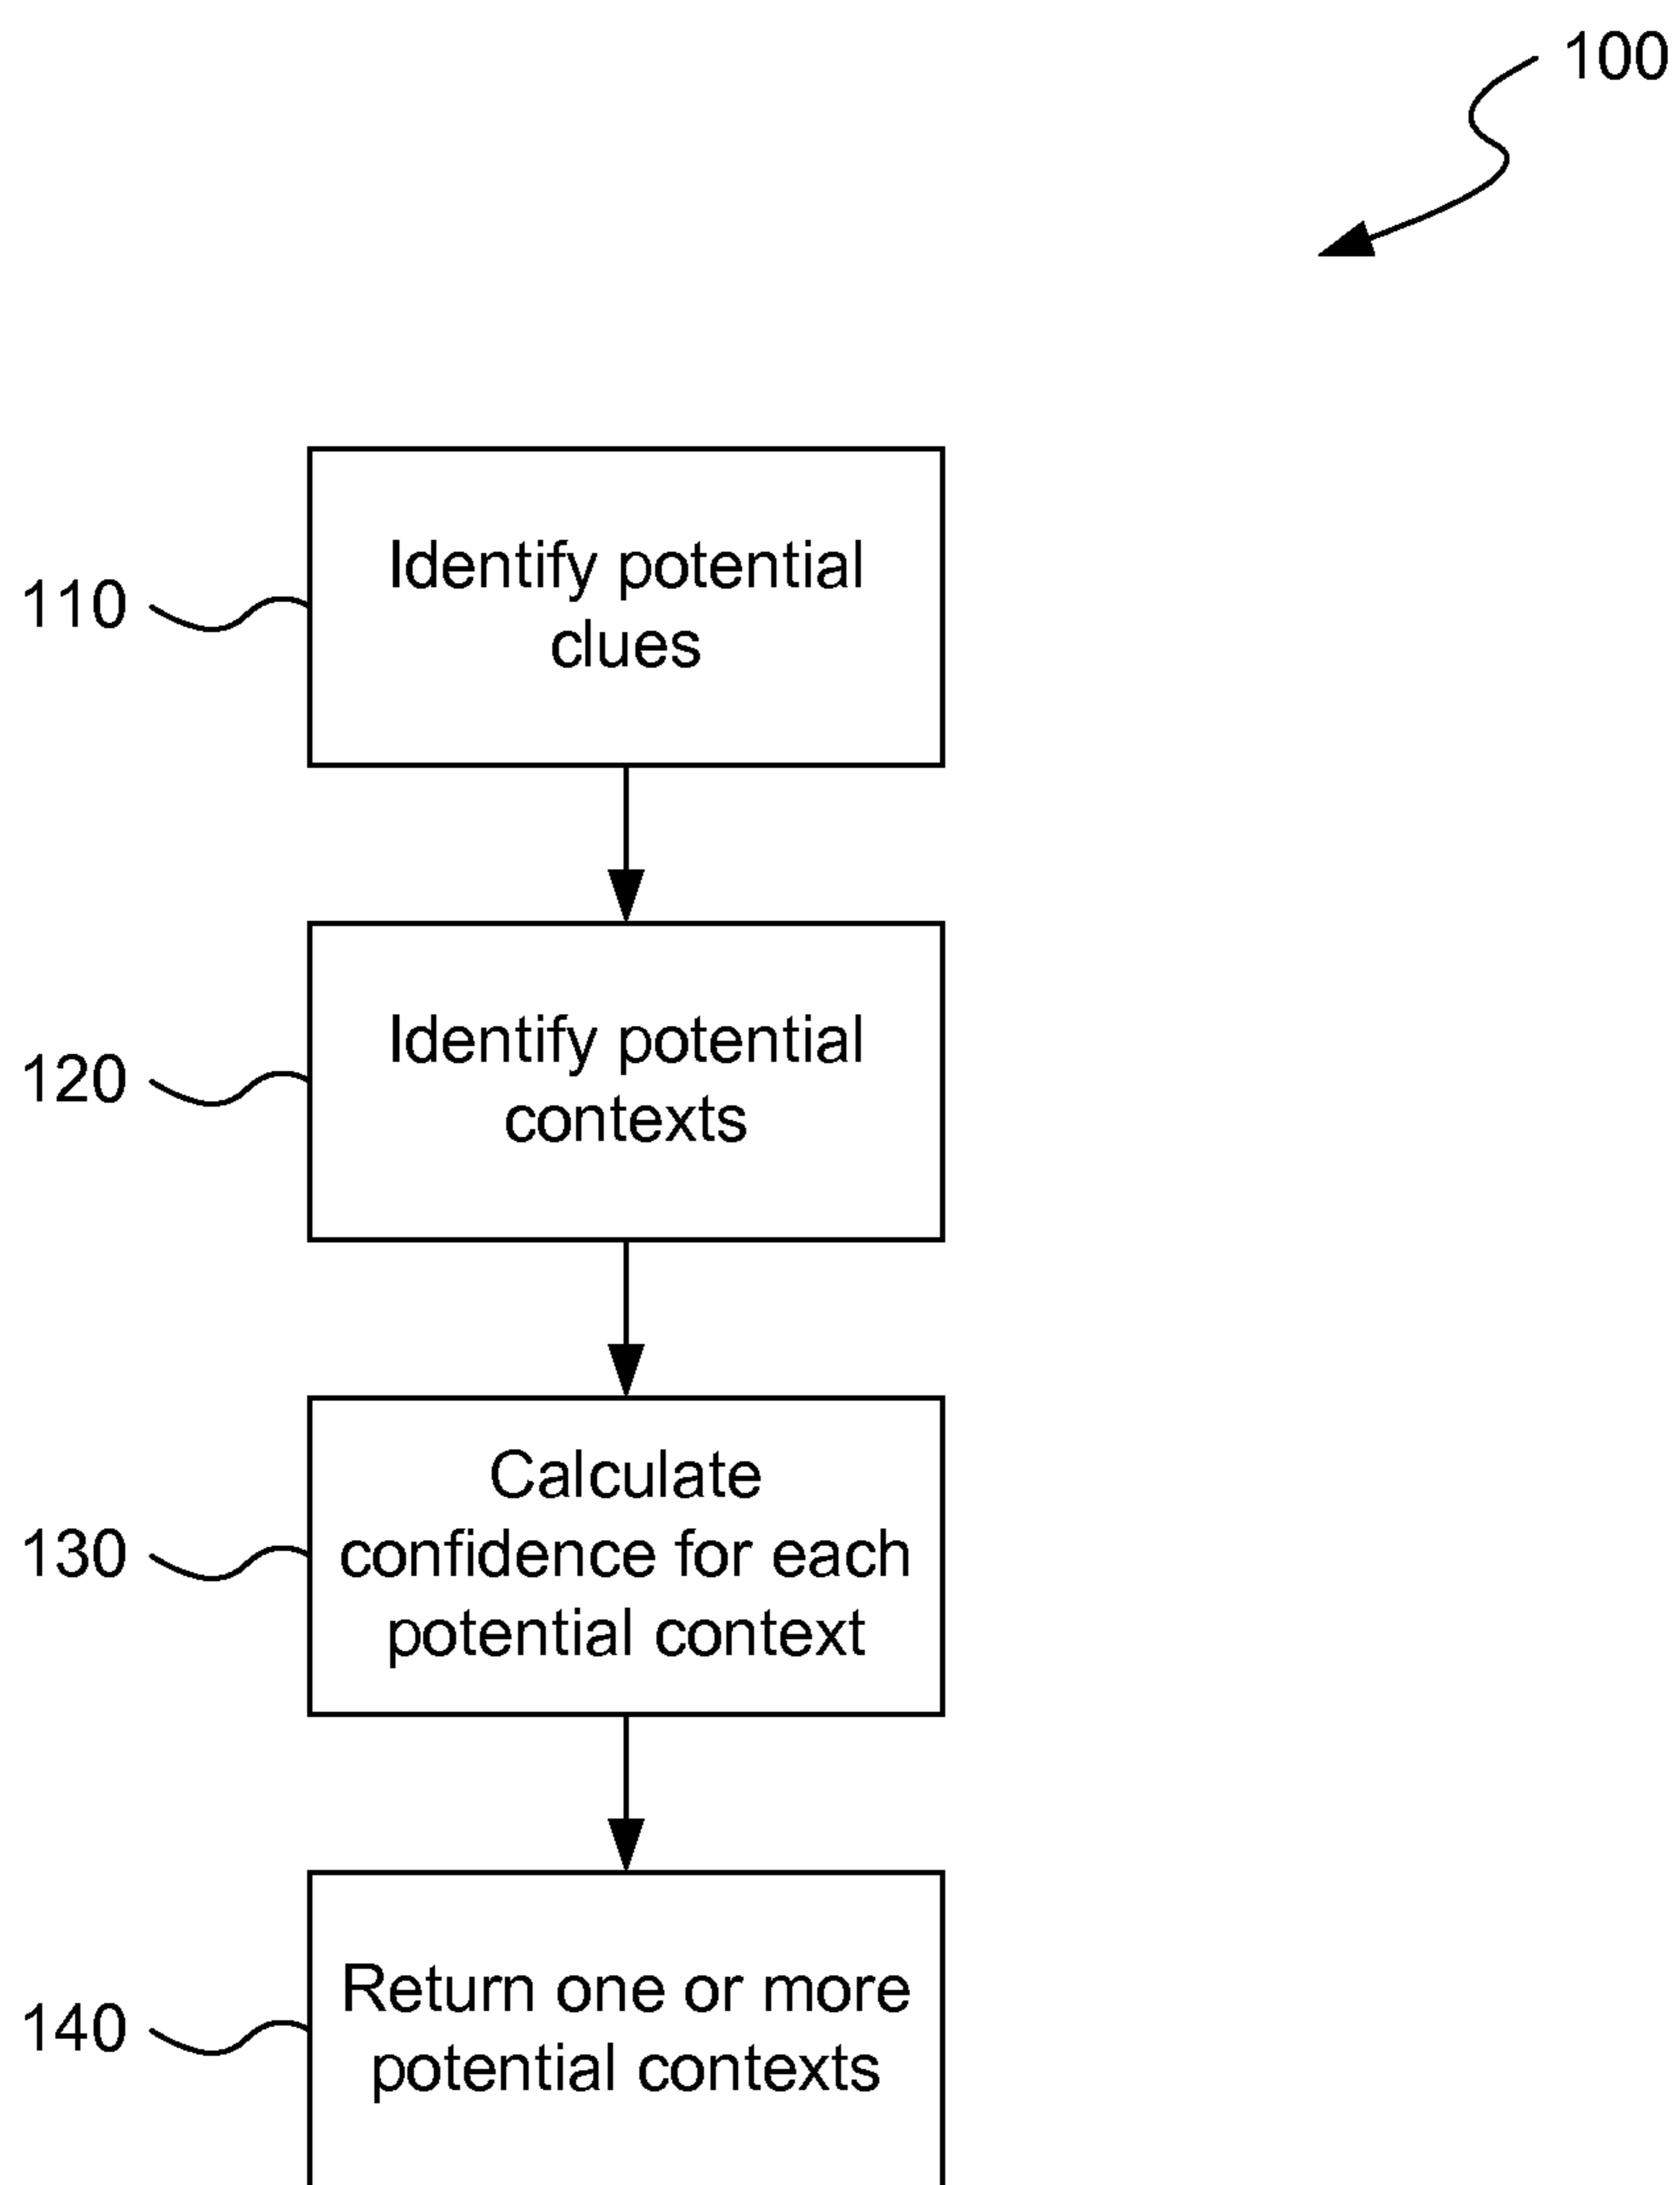 100
110
Identify potential
clues
120
Identify potential
contexts
130
Calculate
confidence for each
potential context
140
Return one or more
potential contexts